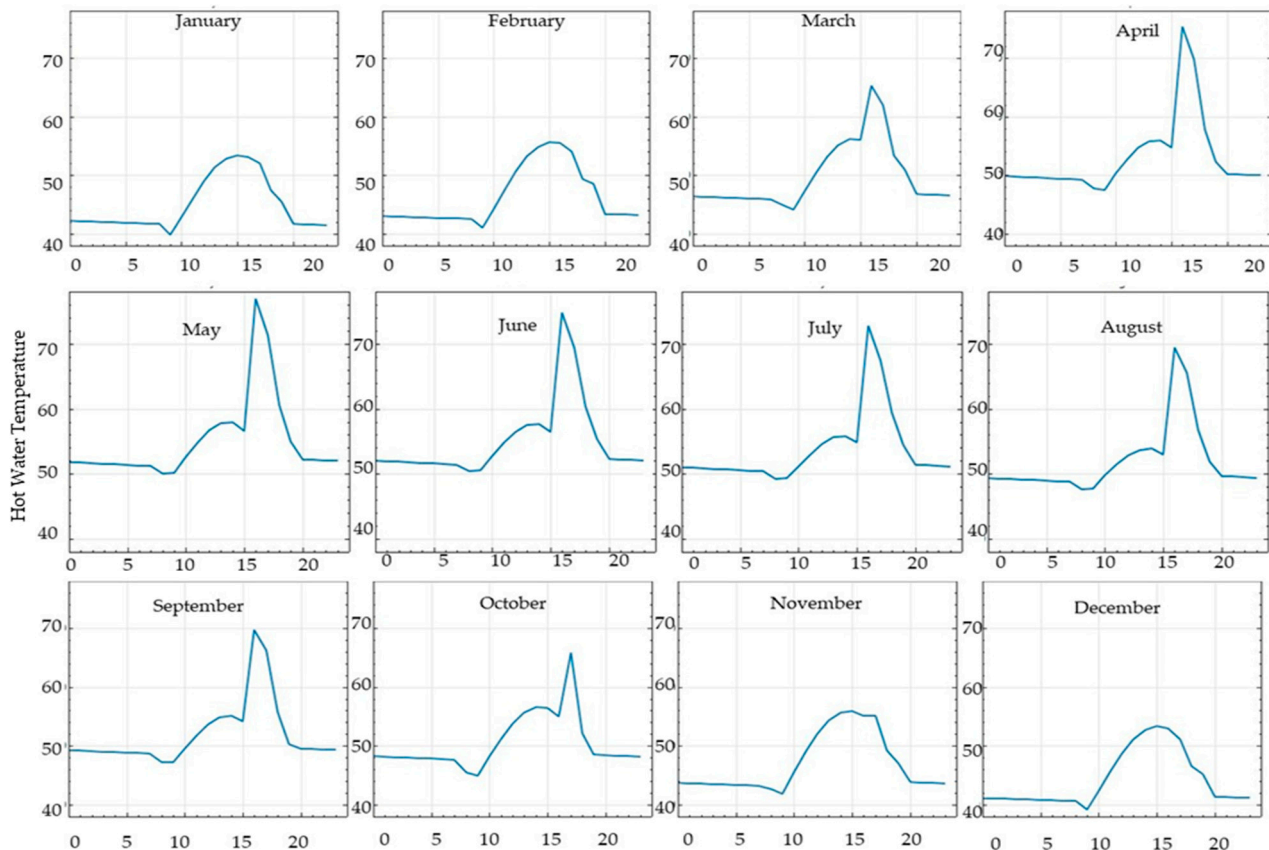 January February March April
70 70 70 70
60 60 60 60
50 50 50 50
40 40 40 40
0 5 10 15 20 0 5 10 15 20 0 5 10 15 20 0 5 10 15 20
Hot Water Temperature
May June July August
70 70 70 70
60 60 60 60
50 50 50 50
40 40 40 40
0 5 10 15 20 0 5 10 15 20 0 5 10 15 20 0 5 10 15 20
September October November December
70 70 70 70
60 60 60 60
50 50 50 50
40 40 40 40
0 5 10 15 20 0 5 10 15 20 0 5 10 15 20 0 5 10 15 20